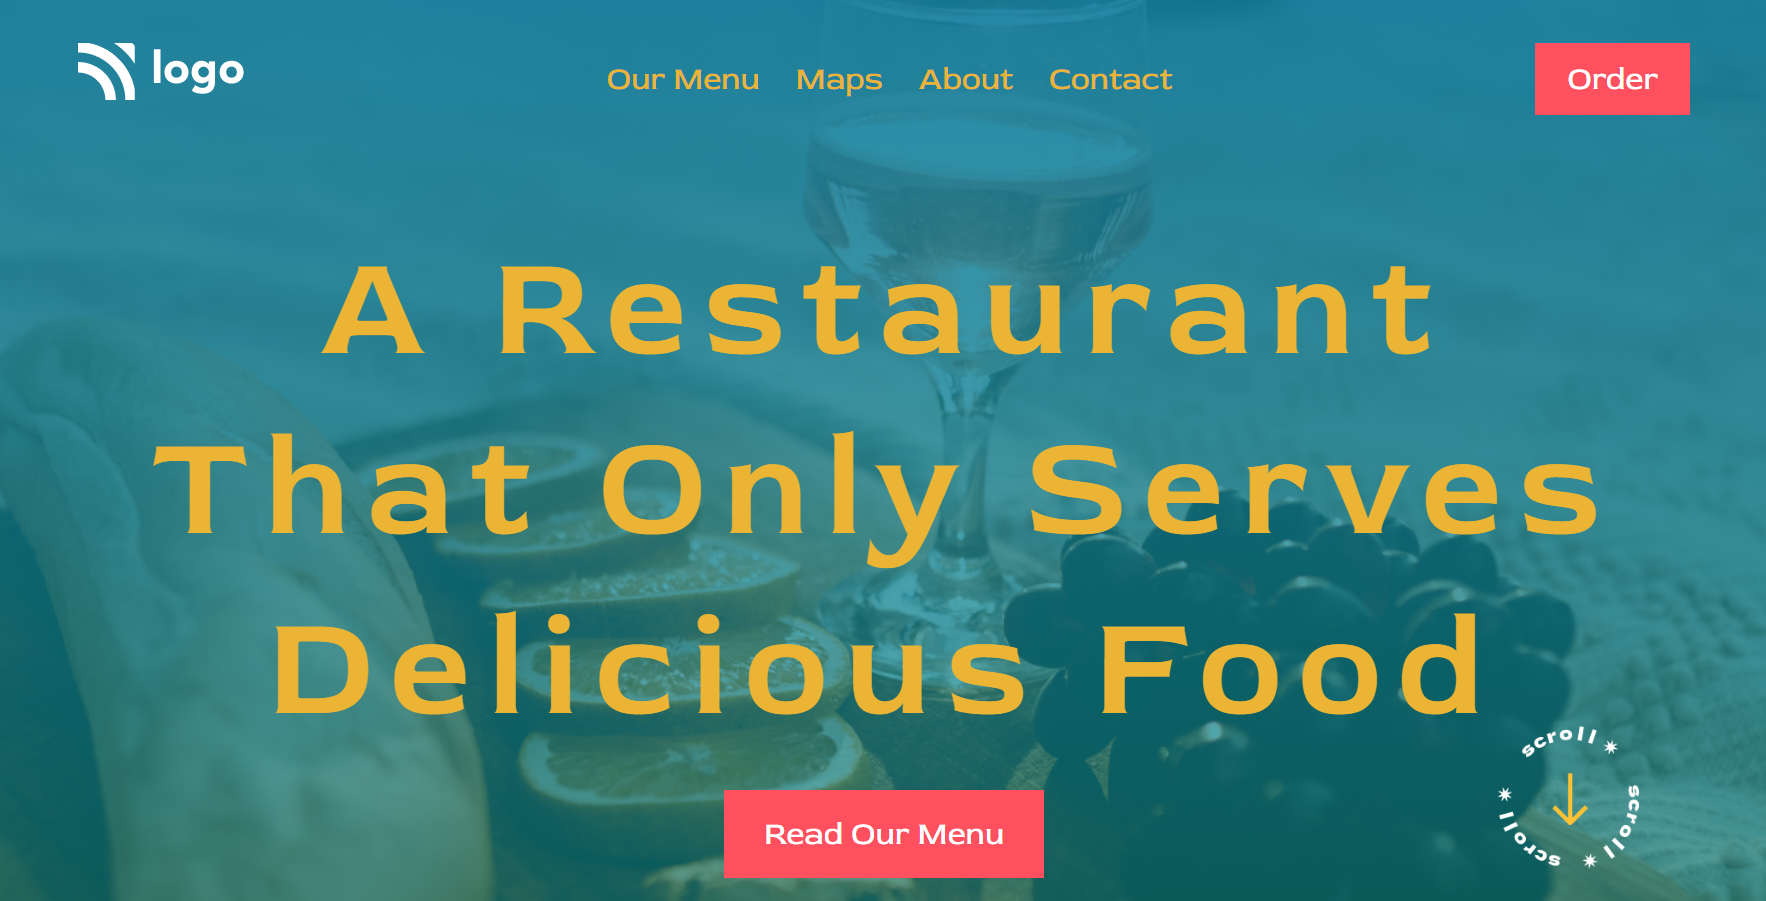 logo
Our Menu Maps About Contact
Order
A Restaurant
That Only Serves
Delicious Food
Read Our Menu
scroll
scroll
scroll